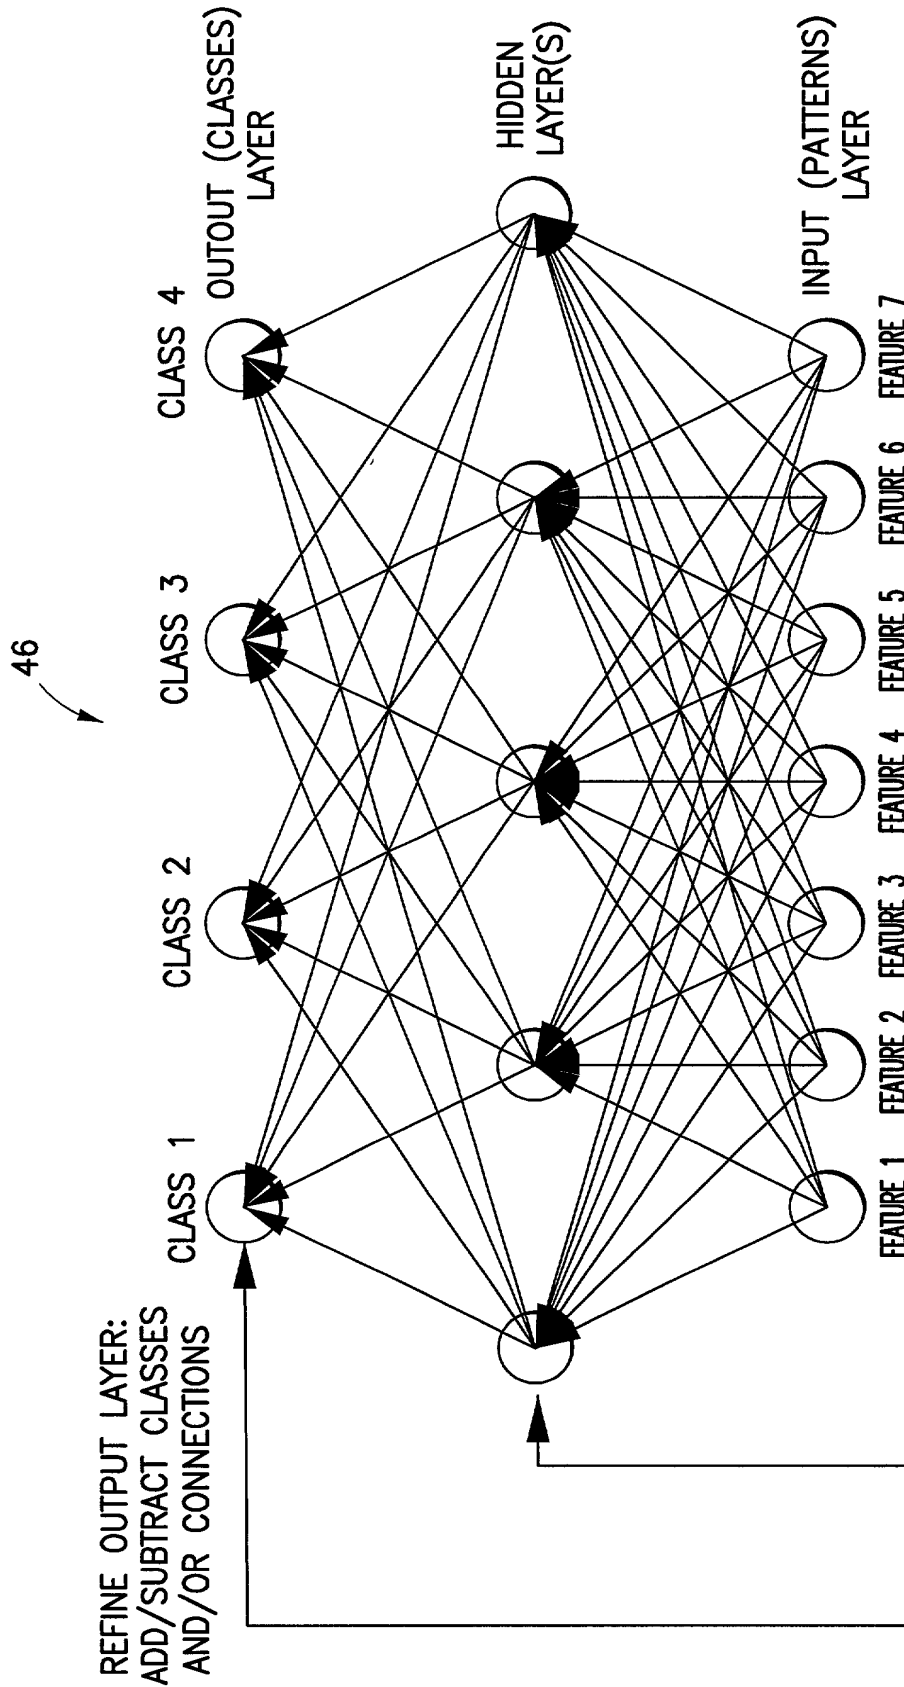 46
REFINE OUTPUT LAYER:
ADD/SUBTRACT CLASSES
AND/OR CONNECTIONS
CLASS 1
CLASS 2
CLASS 3
CLASS 4
OUTOUT (CLASSES)
LAYER
HIDDEN
LAYER(S)
INPUT (PATTERNS)
LAYER
FEATURE 1
FEATURE 2
FEATURE 3
FEATURE 4
FEATURE 5
FEATURE 6
FEATURE 7